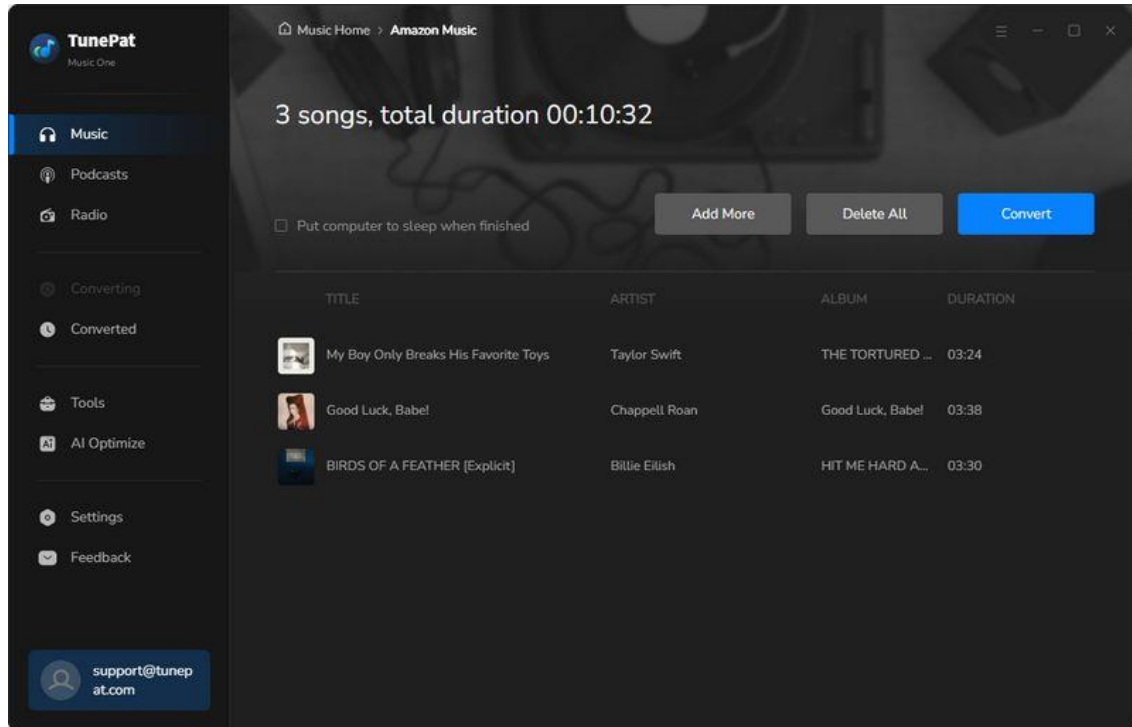 TunePat
Music One
Music Home > Amazon Music
3 songs, total duration 00:10:32
Music
Podcasts
Radio
Put computer to sleep when finished
Add More
Delete All
Convert
Converting
Converted
TITLE ARTIST ALBUM DURATION
My Boy Only Breaks His Favorite Toys Taylor Swift THE TORTURED ... 03:24
Good Luck, Babe! Chappell Roan Good Luck, Babe! 03:38
BIRDS OF A FEATHER [Explicit] Billie Eilish HIT ME HARD A... 03:30
Tools
AI Optimize
Settings
Feedback
support@tunep
at.com